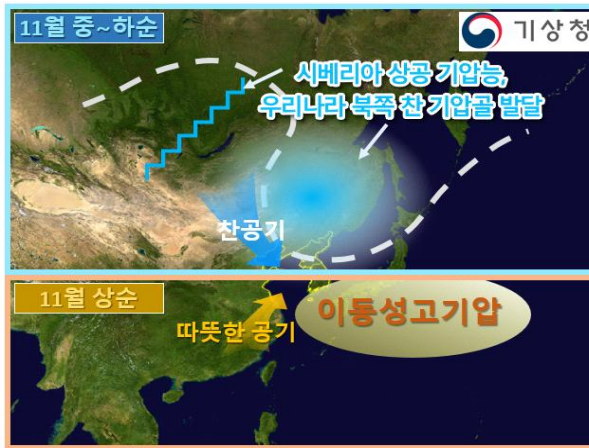 11월 중~하순
기상청
시베리아 상공 기압능,
우리나라 북쪽 찬 기압골 발달
찬공기
11월 상순
따뜻한 공기
이동성고기압